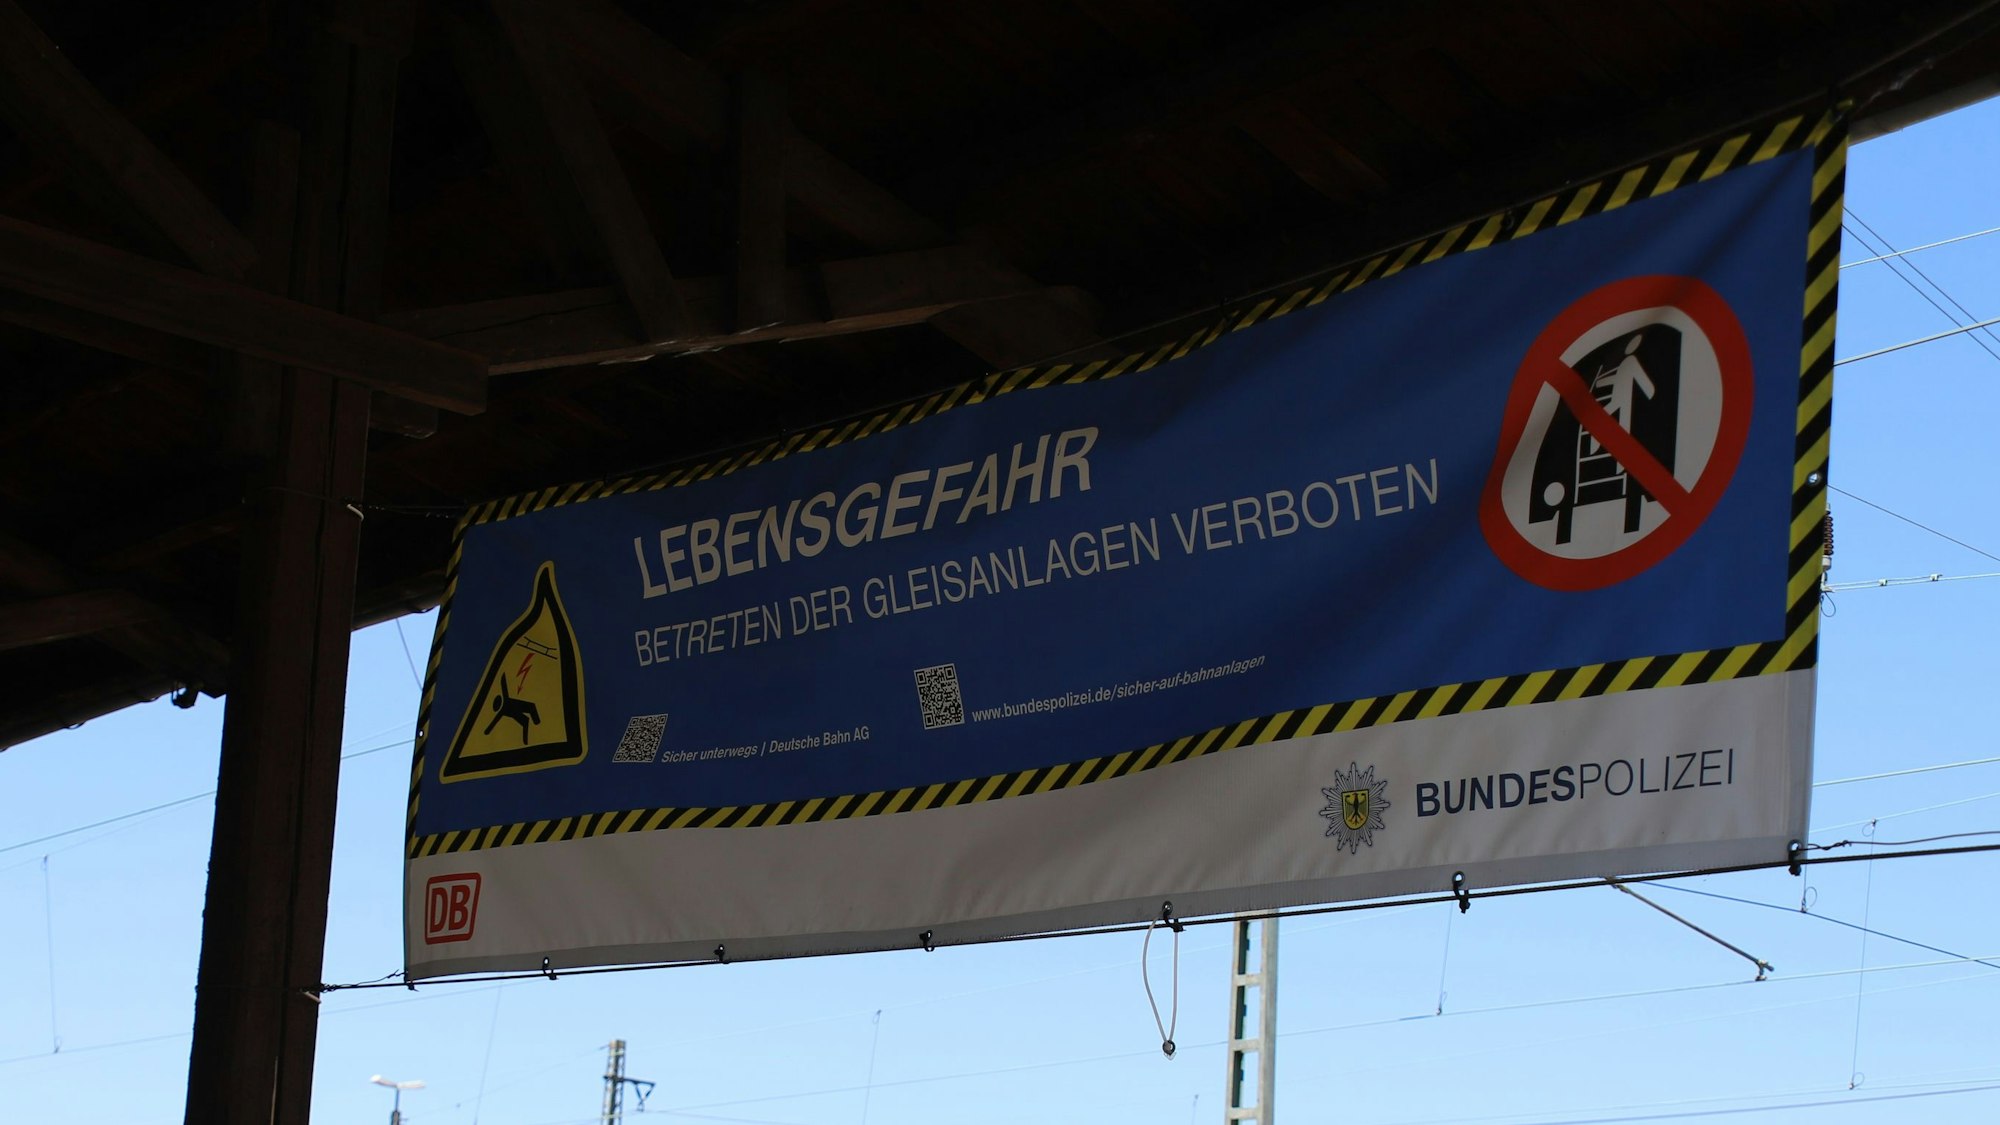 LEBENSGEFAHR
BETRETEN DER GLEISANLAGEN VERBOTEN
Sicher unterwegs | Deutsche Bahn AG
www.bundespolizei.de/sicher-auf-bahnanlagen
BUNDESPOLIZEI
DB